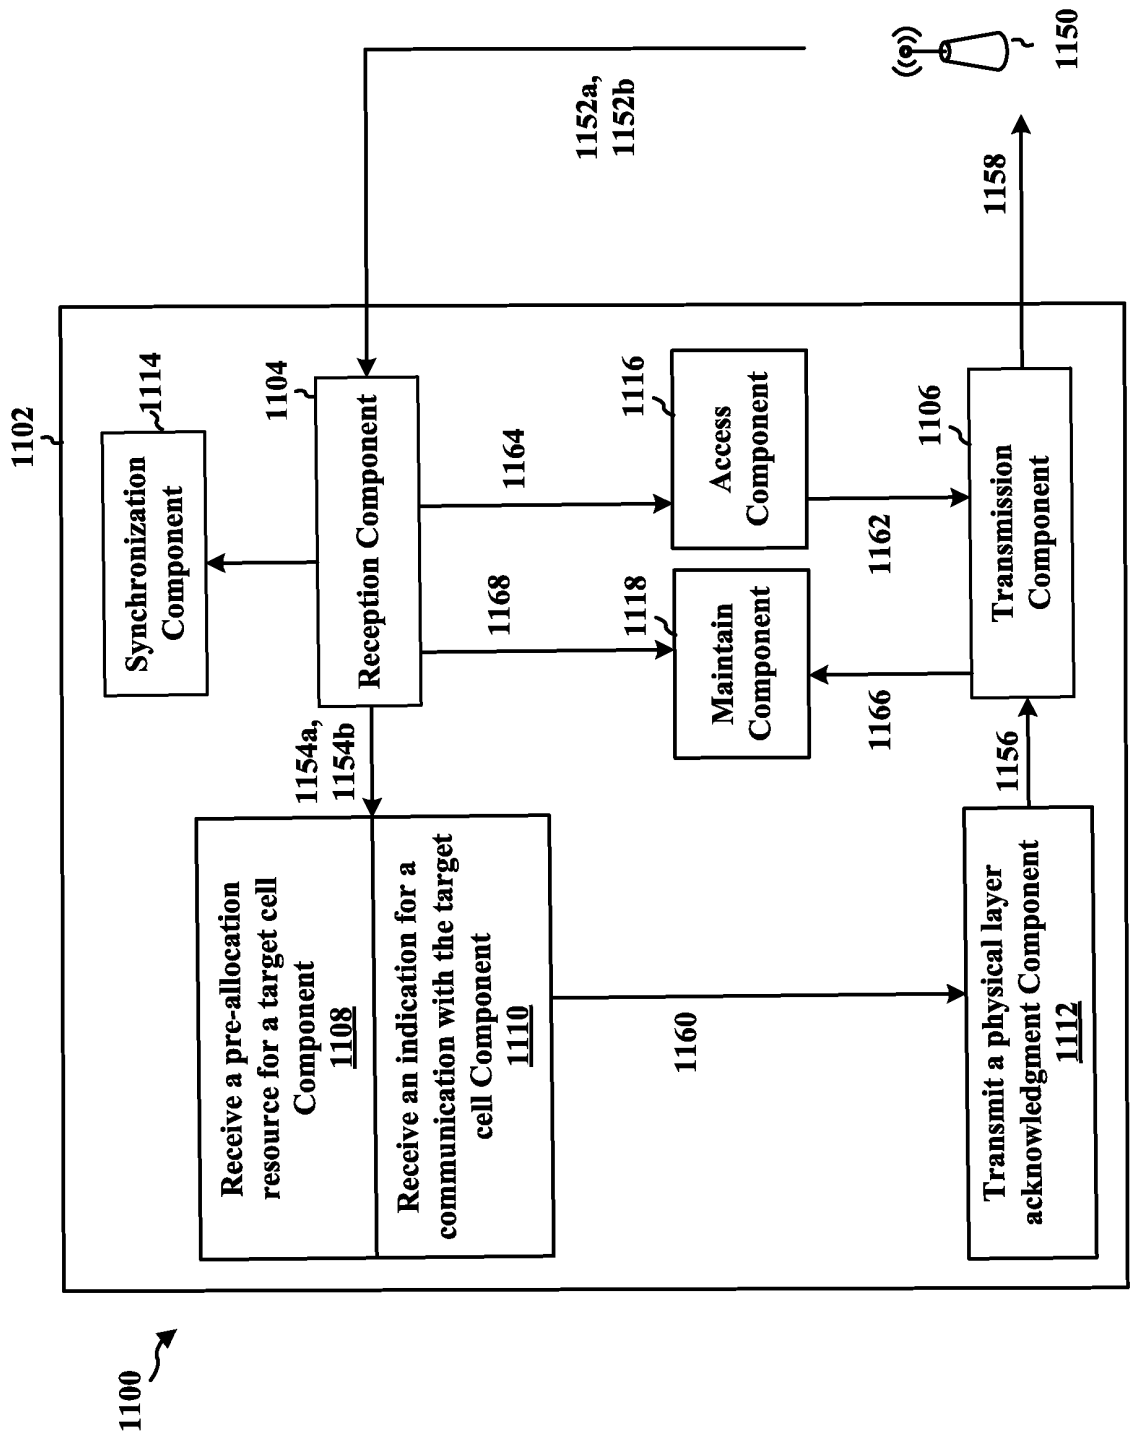 1100
1102
Receive a pre-allocation
resource for a target cell
Component
1108
Receive an indication for a
communication with the target
cell Component
1110
1154a,
1154b
Synchronization
Component
1114
Reception Component
1104
1152a,
1152b
1168
1164
1160
Maintain
Component
1118
Access
Component
1116
1166
1162
Transmit a physical layer
acknowledgment Component
1112
1156
Transmission
Component
1106
1158
1150